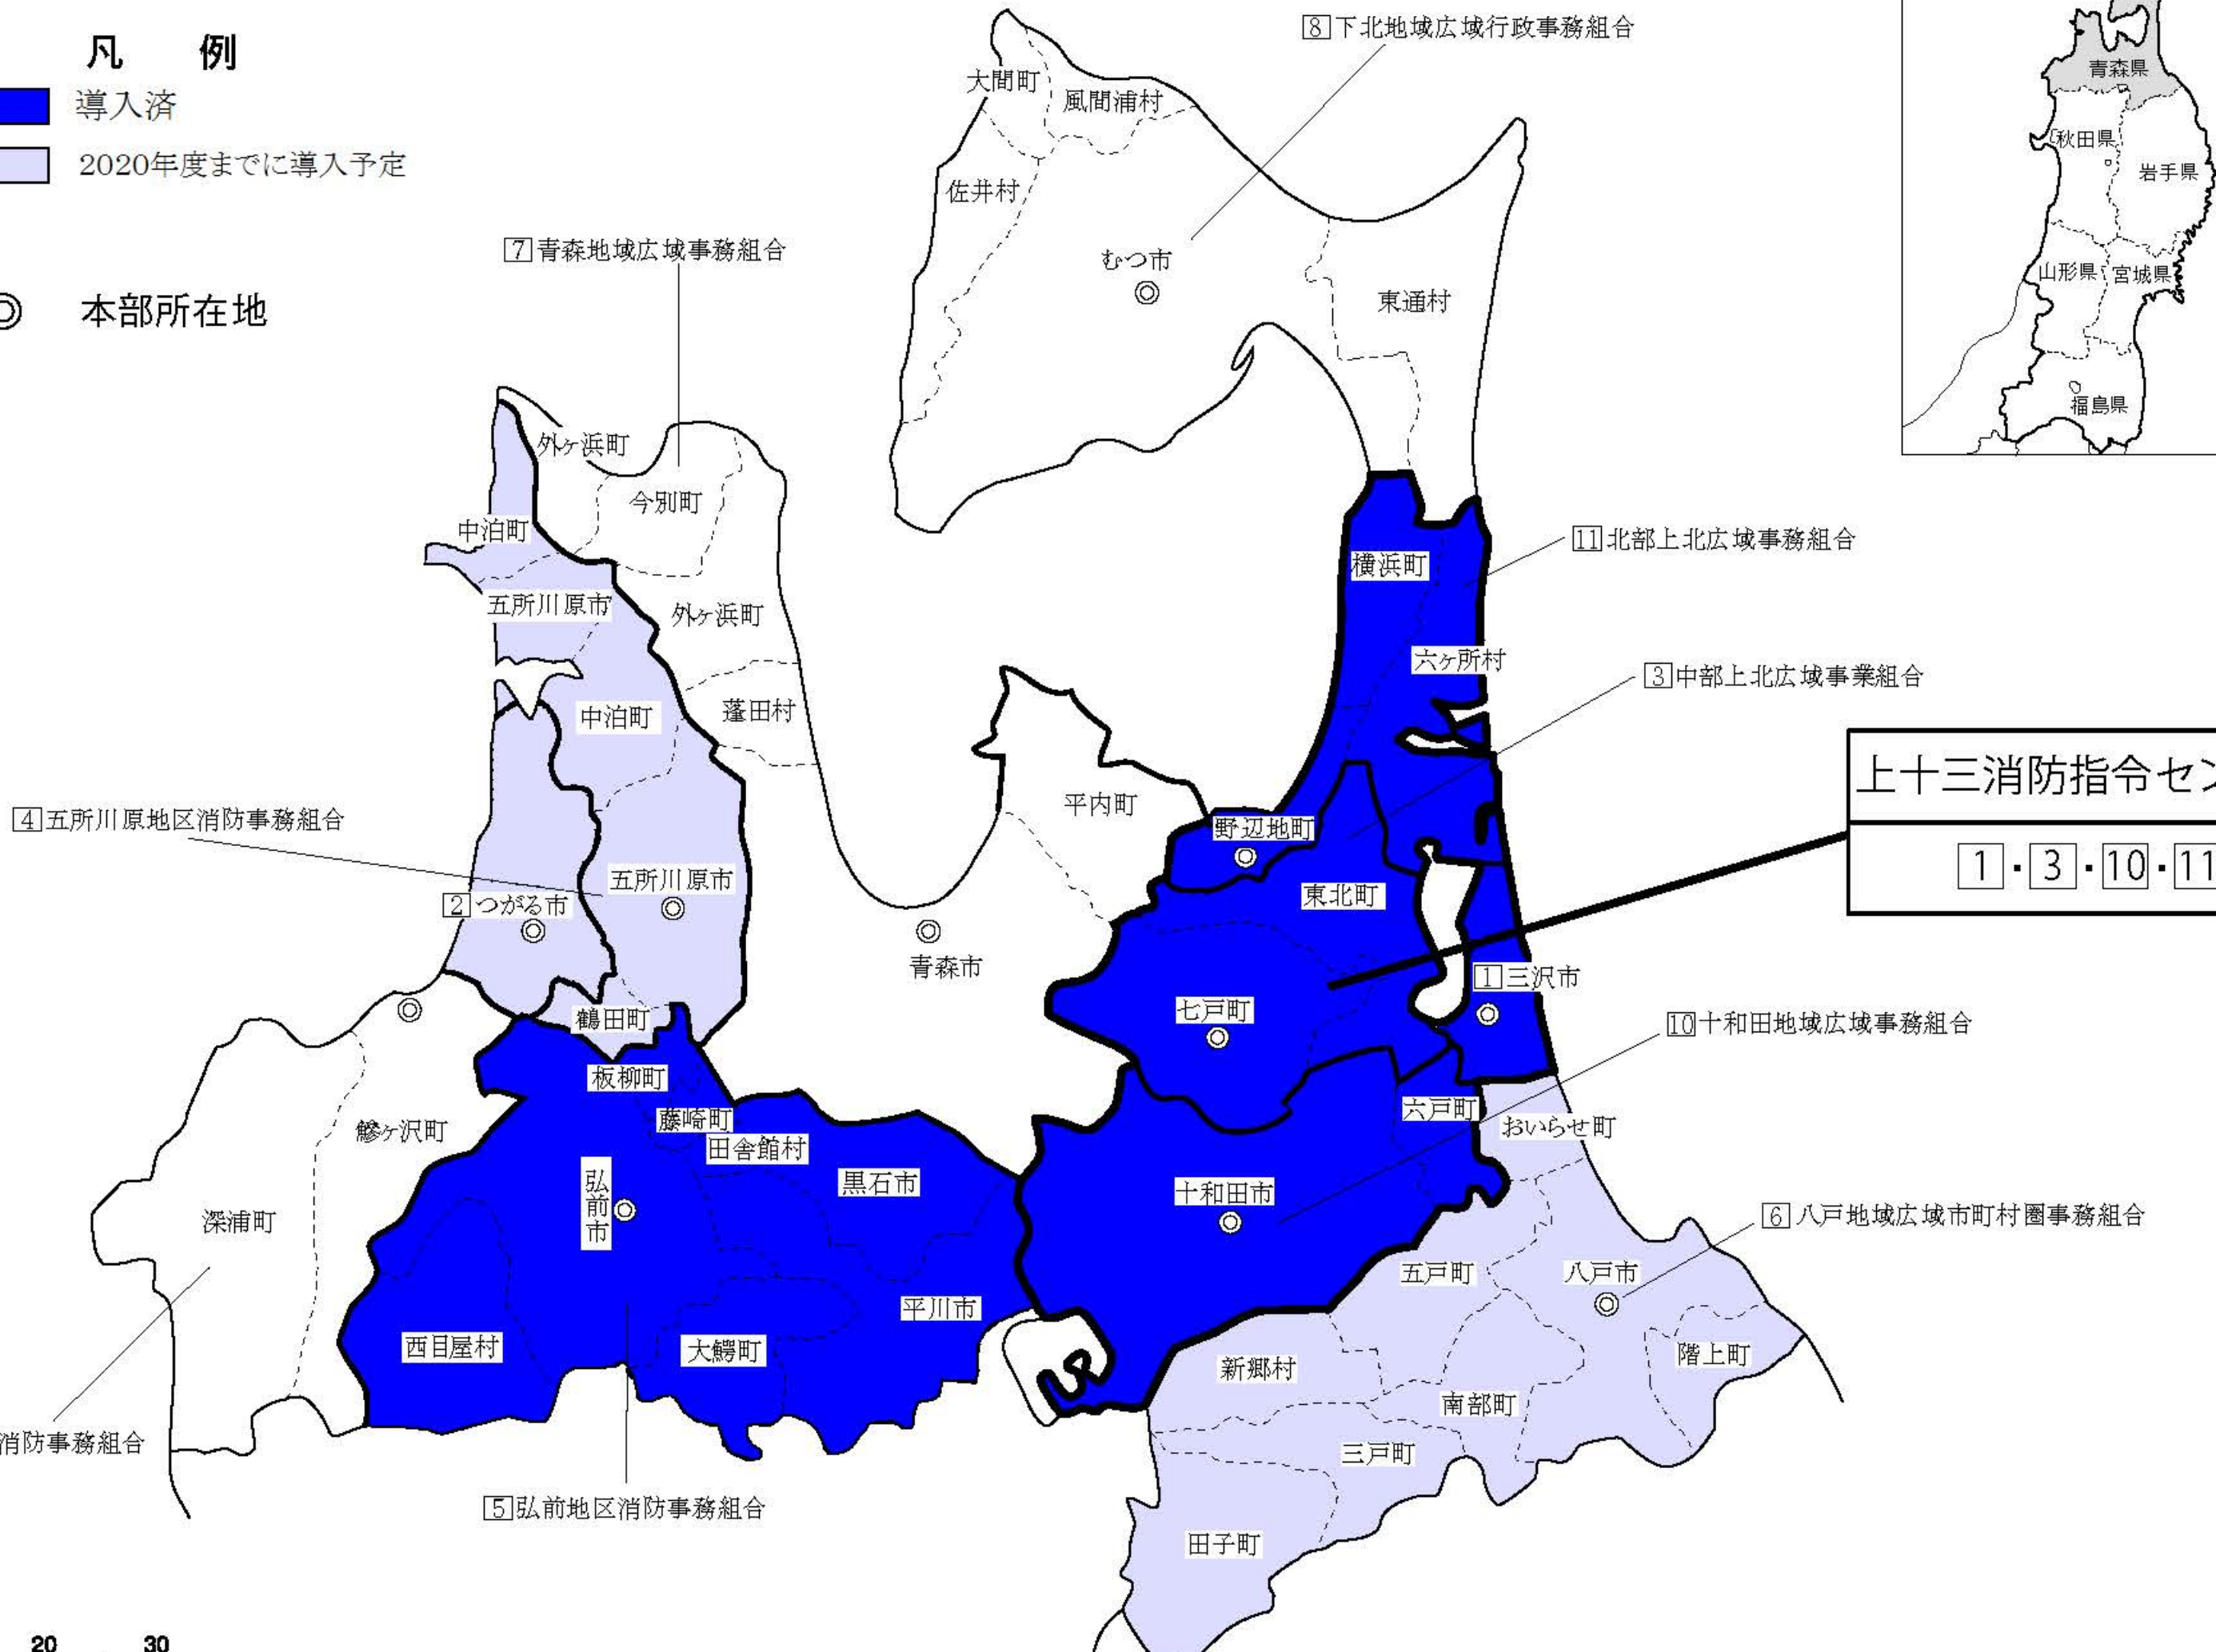 凡 例
導入済
2020年度までに導入予定
本部所在地
8 下北地域広域行政事務組合
大間町
風間浦村
佐井村
むつ市
東通村
青森県
秋田県
岩手県
山形県
宮城県
福島県
7 青森地域広域事務組合
外ヶ浜町
今別町
中泊町
五所川原市
外ヶ浜町
中泊町
蓬田村
横浜町
11 北部上北広域事務組合
六ヶ所村
3 中部上北広域事業組合
上十三消防指令セン
1・3・10・11
平内町
野辺地町
4 五所川原地区消防事務組合
五所川原市
2 つがる市
東北町
青森市
1 三沢市
七戸町
鶴田町
10 十和田地域広域事務組合
板柳町
藤崎町
六戸町
おいらせ町
鰺ヶ沢町
田舎館村
黒石市
弘前市
十和田市
深浦町
6 八戸地域広域市町村圏事務組合
五戸町
八戸市
平川市
西目屋村
大鰐町
新郷村
階上町
南部町
消防事務組合
三戸町
5 弘前地区消防事務組合
田子町
20 30